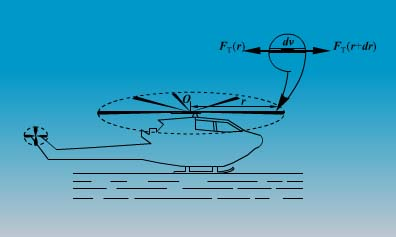 dv
F_T(r) F_T(r+dr)
O r